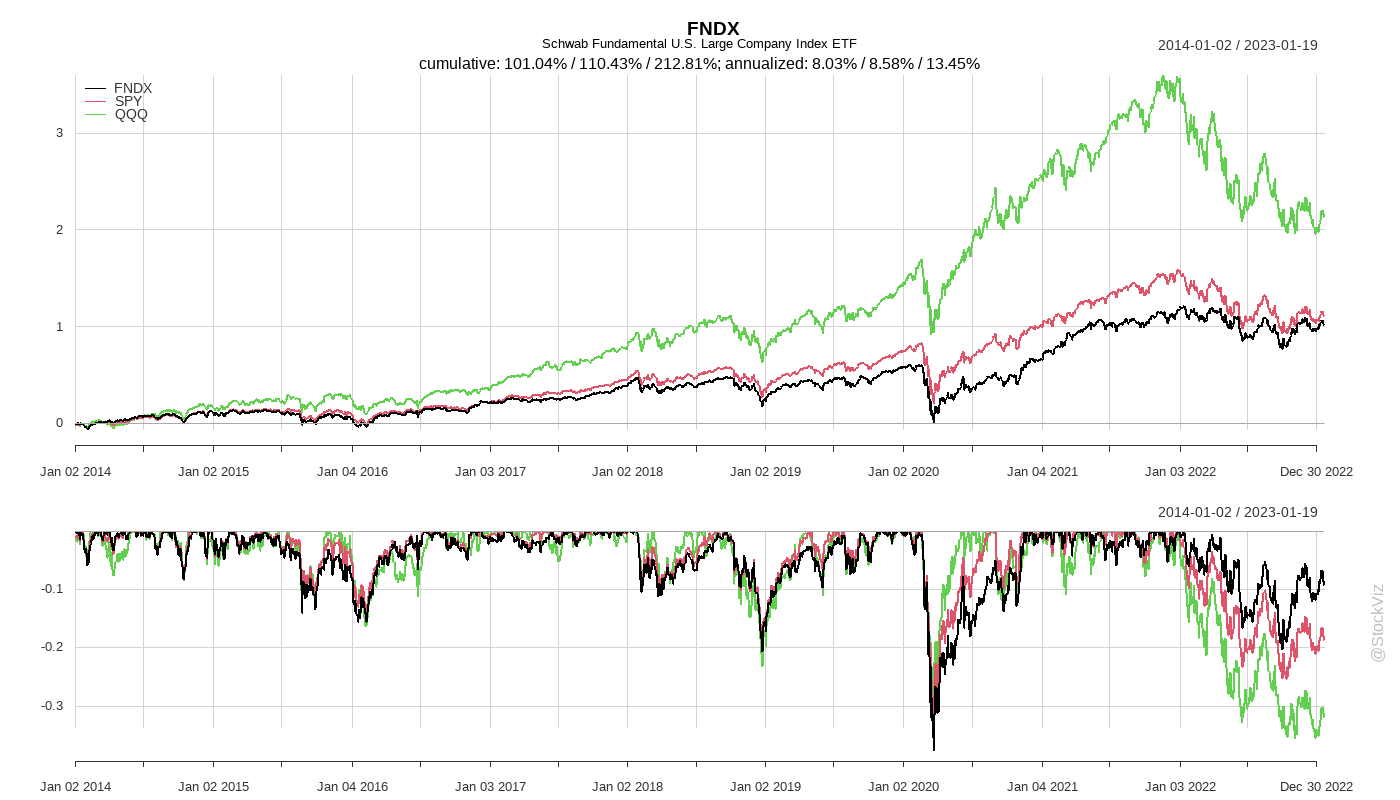 FNDX
Schwab Fundamental U.S. Large Company Index ETF
2014-01-02 / 2023-01-19
cumulative: 101.04% / 110.43% / 212.81%; annualized: 8.03% / 8.58% / 13.45%
FNDX
SPY
QQQ
3
2
1
0
Jan 02 2014 Jan 02 2015 Jan 04 2016 Jan 03 2017 Jan 02 2018 Jan 02 2019 Jan 02 2020 Jan 04 2021 Jan 03 2022 Dec 30 2022
2014-01-02 / 2023-01-19
-0.1
-0.2
-0.3
Jan 02 2014 Jan 02 2015 Jan 04 2016 Jan 03 2017 Jan 02 2018 Jan 02 2019 Jan 02 2020 Jan 04 2021 Jan 03 2022 Dec 30 2022
@StockViz